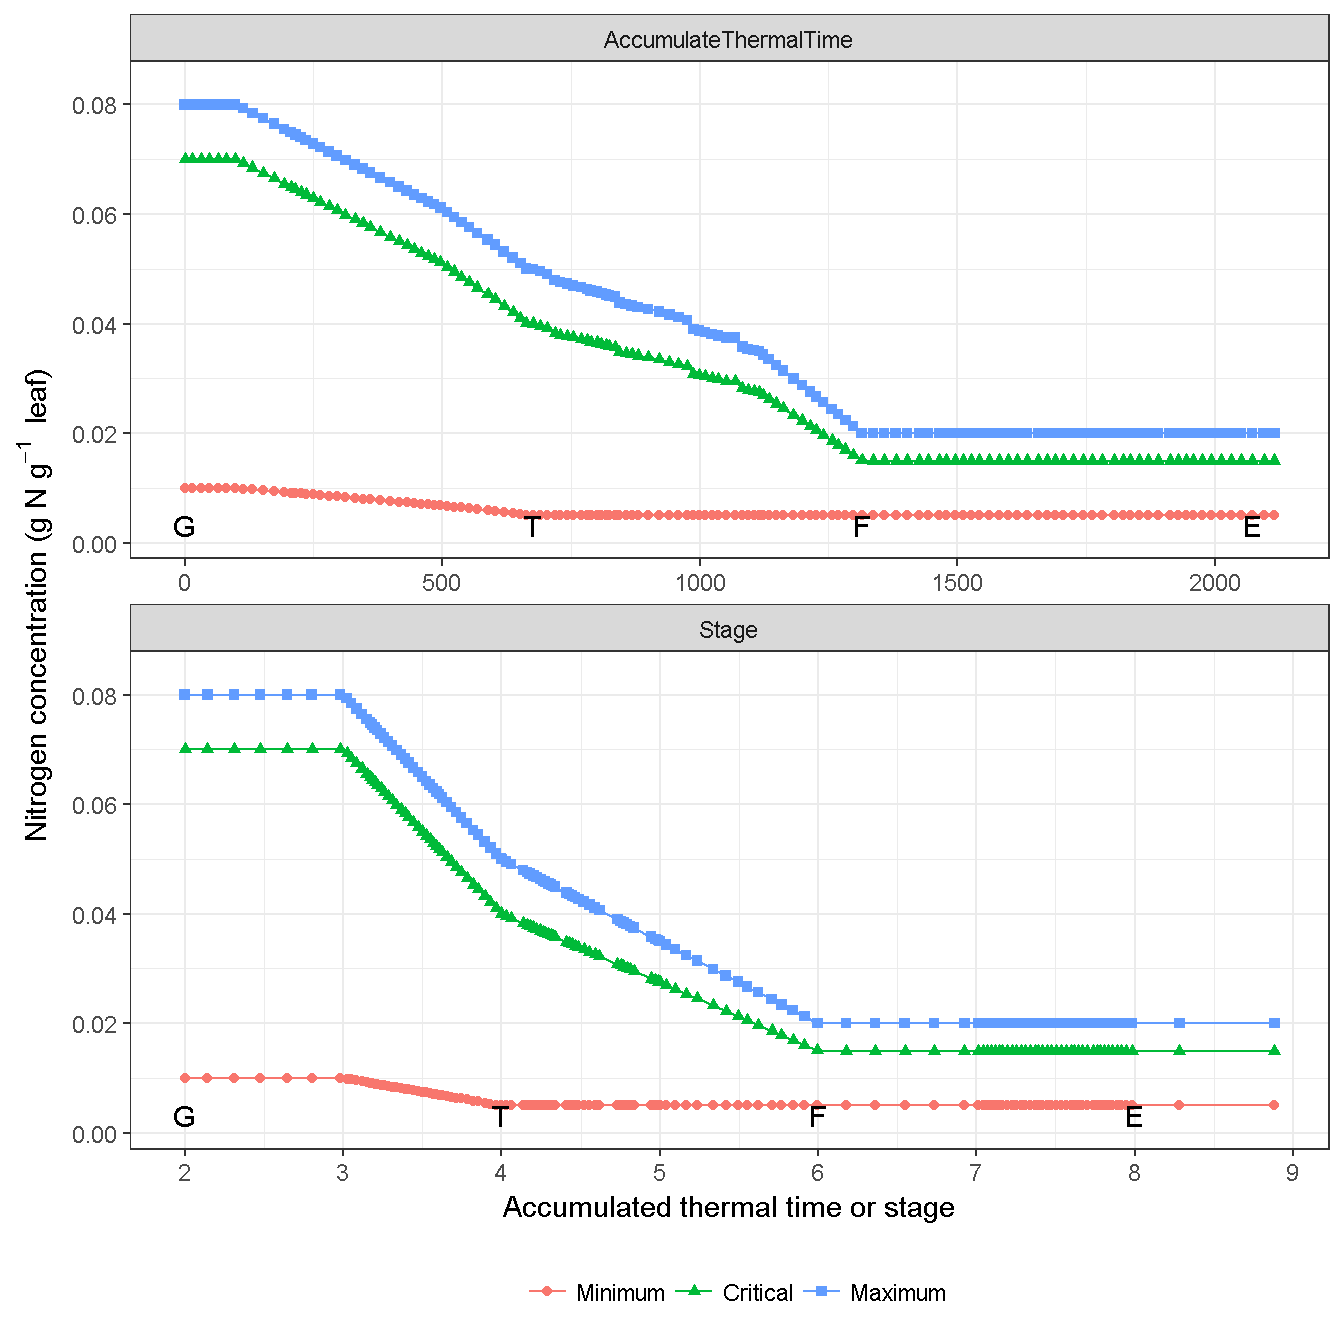 AccumulateThermalTime
0.08
0.06
0.04
0.02
0.00
G T F E
0 500 1000 1500 2000
Nitrogen concentration (g N g⁻¹ leaf)
Stage
0.08
0.06
0.04
0.02
0.00
G T F E
2 3 4 5 6 7 8 9
Accumulated thermal time or stage
Minimum Critical Maximum